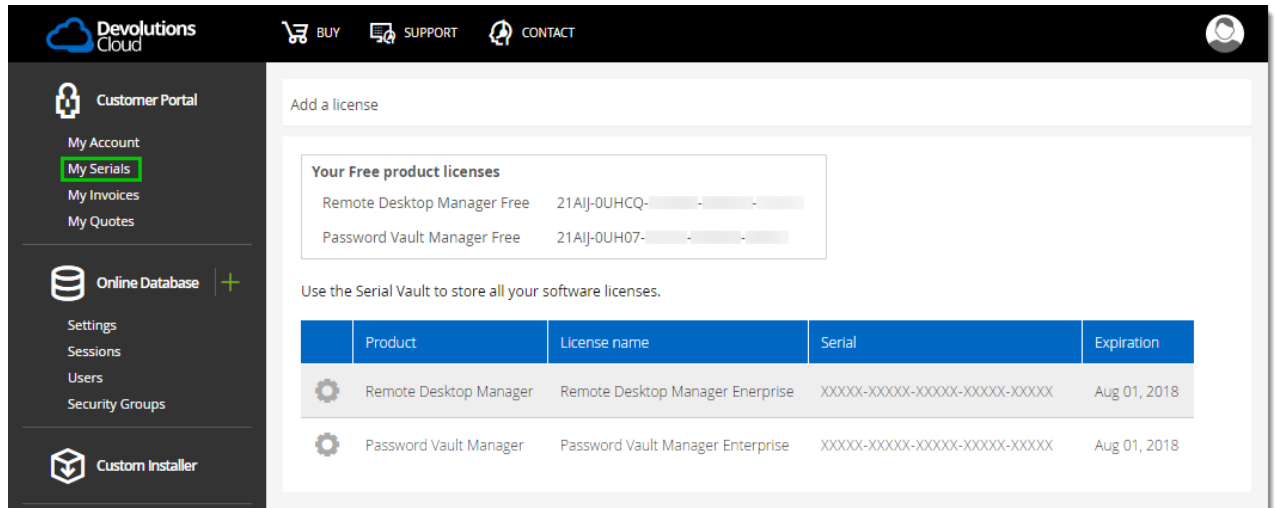 Devolutions
Cloud
BUY
SUPPORT
CONTACT
Customer Portal
My Account
My Serials
My Invoices
My Quotes
Online Database
Settings
Sessions
Users
Security Groups
Custom Installer
Add a license
Your Free product licenses
Remote Desktop Manager Free 21AIJ-0UHCQ- - -
Password Vault Manager Free 21AIJ-0UH07- - -
Use the Serial Vault to store all your software licenses.
Product License name Serial Expiration
Remote Desktop Manager Remote Desktop Manager Enerprise XXXXX-XXXXX-XXXXX-XXXXX-XXXXX Aug 01, 2018
Password Vault Manager Password Vault Manager Enterprise XXXXX-XXXXX-XXXXX-XXXXX-XXXXX Aug 01, 2018